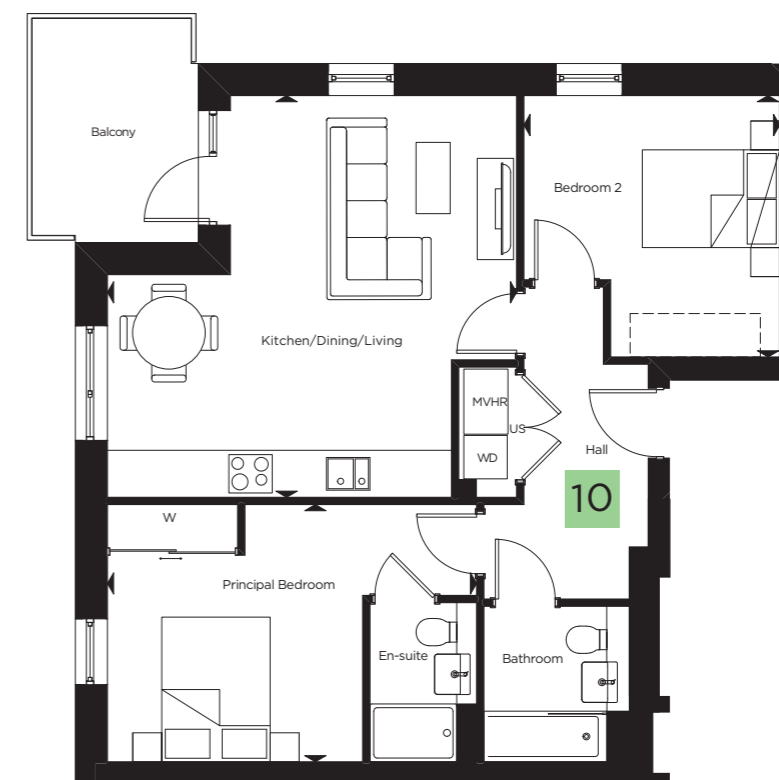 Balcony
Bedroom 2
Kitchen/Dining/Living
MVHR
US
WD
Hall
10
W
Principal Bedroom
En-suite
Bathroom